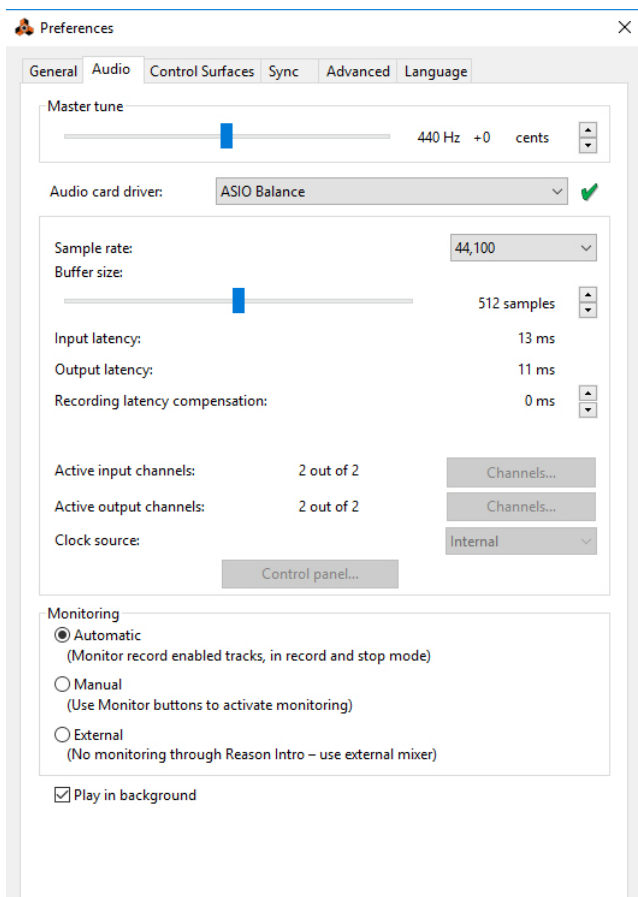 Preferences
General Audio Control Surfaces Sync Advanced Language
Master tune
440 Hz +0 cents
Audio card driver: ASIO Balance
Sample rate: 44,100
Buffer size:
512 samples
Input latency: 13 ms
Output latency: 11 ms
Recording latency compensation: 0 ms
Active input channels: 2 out of 2 Channels...
Active output channels: 2 out of 2 Channels...
Clock source: Internal
Control panel...
Monitoring
Automatic
(Monitor record enabled tracks, in record and stop mode)
Manual
(Use Monitor buttons to activate monitoring)
External
(No monitoring through Reason Intro – use external mixer)
Play in background